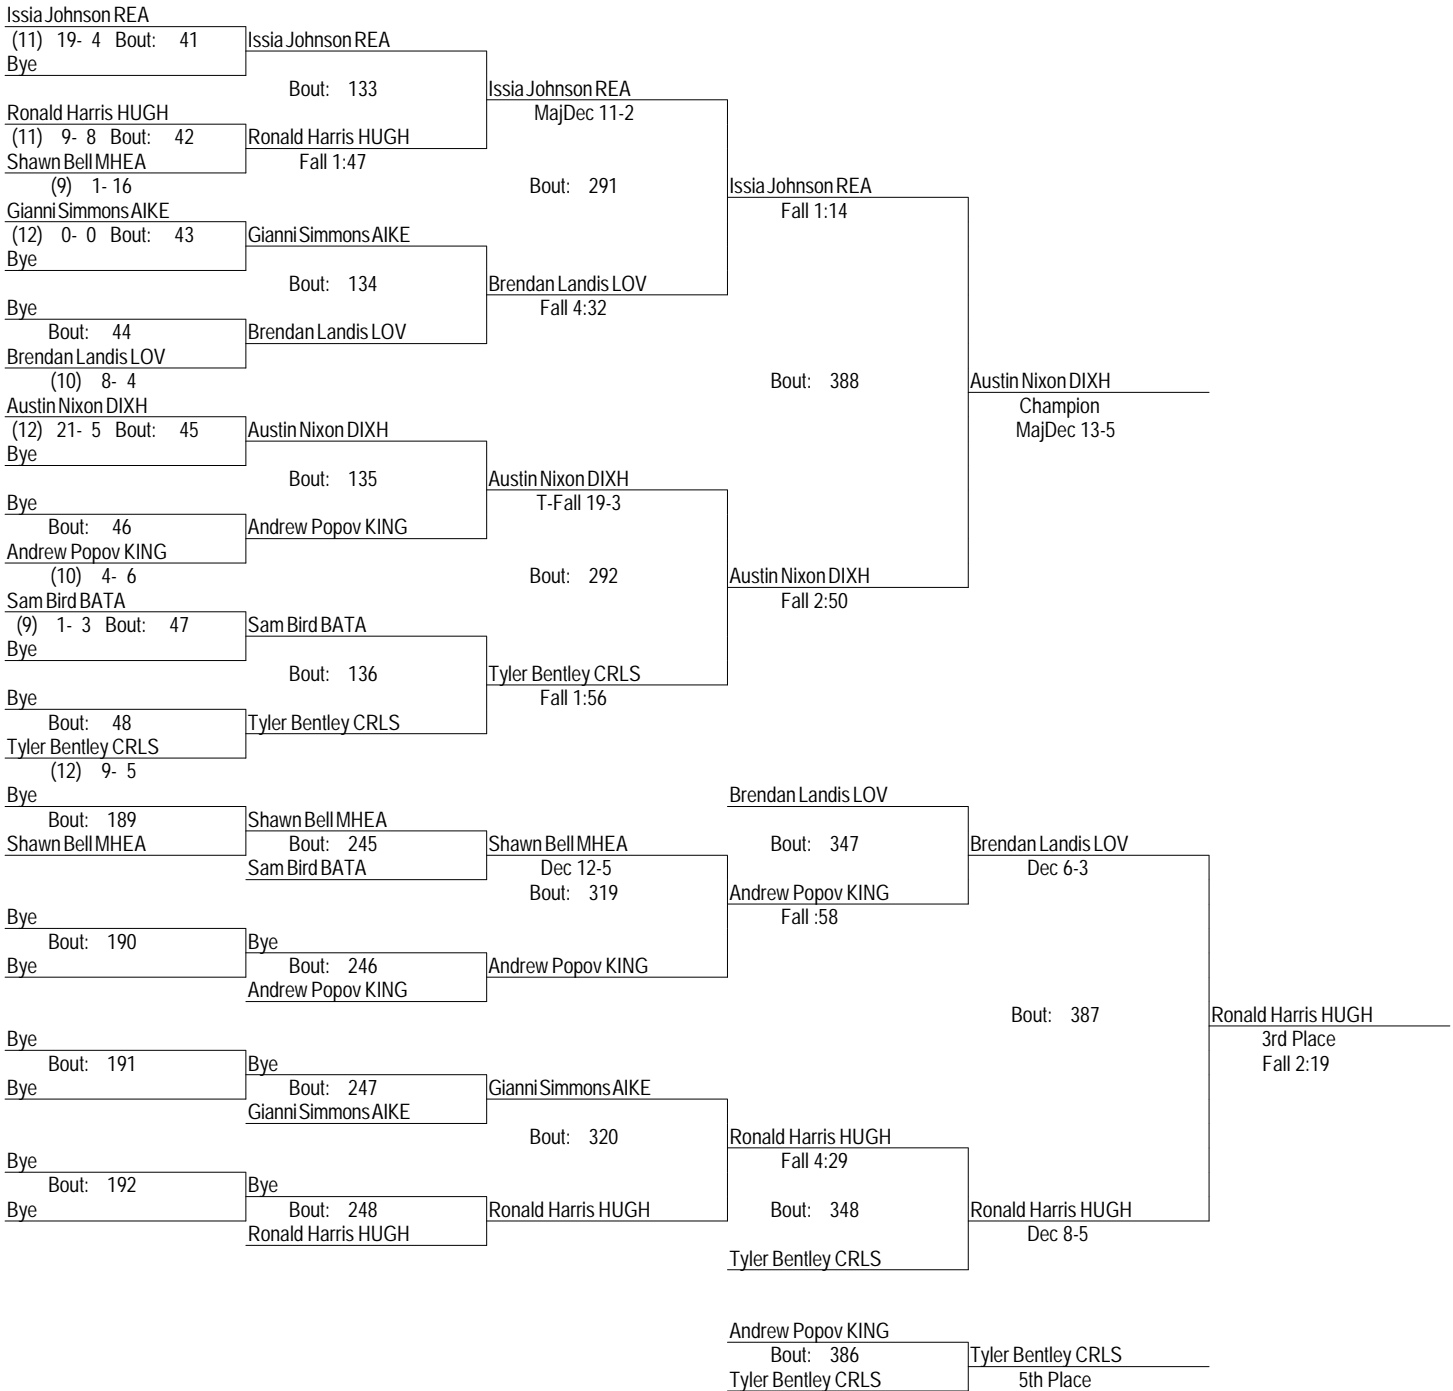 Issia Johnson REA
(11) 19- 4 Bout: 41
Bye
Issia Johnson REA
Bout: 133
Issia Johnson REA
MajDec 11-2
Ronald Harris HUGH
(11) 9- 8 Bout: 42
Shawn Bell MHEA
(9) 1- 16
Ronald Harris HUGH
Fall 1:47
Bout: 291
Issia Johnson REA
Fall 1:14
Gianni Simmons AIKE
(12) 0- 0 Bout: 43
Bye
Gianni Simmons AIKE
Bout: 134
Brendan Landis LOV
Fall 4:32
Bye
Bout: 44
Brendan Landis LOV
(10) 8- 4
Brendan Landis LOV
Bout: 388
Austin Nixon DIXH
Champion
MajDec 13-5
Austin Nixon DIXH
(12) 21- 5 Bout: 45
Bye
Austin Nixon DIXH
Bout: 135
Austin Nixon DIXH
T-Fall 19-3
Bye
Bout: 46
Andrew Popov KING
(10) 4- 6
Andrew Popov KING
Bout: 292
Austin Nixon DIXH
Fall 2:50
Sam Bird BATA
(9) 1- 3 Bout: 47
Bye
Sam Bird BATA
Bout: 136
Tyler Bentley CRLS
Fall 1:56
Bye
Bout: 48
Tyler Bentley CRLS
(12) 9- 5
Tyler Bentley CRLS
Bye
Bout: 189
Shawn Bell MHEA
Shawn Bell MHEA
Bout: 245
Sam Bird BATA
Shawn Bell MHEA
Dec 12-5
Bout: 319
Brendan Landis LOV
Bout: 347
Andrew Popov KING
Fall :58
Brendan Landis LOV
Dec 6-3
Bye
Bout: 190
Bye
Bye
Bout: 246
Andrew Popov KING
Andrew Popov KING
Bout: 387
Ronald Harris HUGH
3rd Place
Fall 2:19
Bye
Bout: 191
Bye
Bye
Bout: 247
Gianni Simmons AIKE
Gianni Simmons AIKE
Bout: 320
Ronald Harris HUGH
Fall 4:29
Bout: 348
Tyler Bentley CRLS
Ronald Harris HUGH
Dec 8-5
Bye
Bout: 192
Bye
Bye
Bout: 248
Ronald Harris HUGH
Ronald Harris HUGH
Andrew Popov KING
Bout: 386
Tyler Bentley CRLS
Tyler Bentley CRLS
5th Place